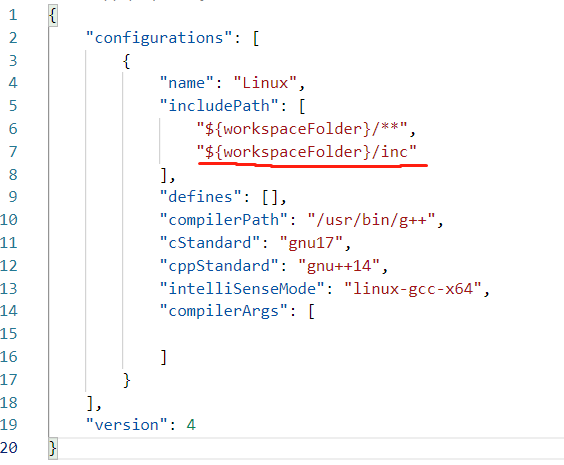 1 {
2 "configurations": [
3 {
4 "name": "Linux",
5 "includePath": [
6 "${workspaceFolder}/**",
7 "${workspaceFolder}/inc"
8 ],
9 "defines": [],
10 "compilerPath": "/usr/bin/g++",
11 "cStandard": "gnu17",
12 "cppStandard": "gnu++14",
13 "intelliSenseMode": "linux-gcc-x64",
14 "compilerArgs": [
15
16 ]
17 }
18 ],
19 "version": 4
20 }